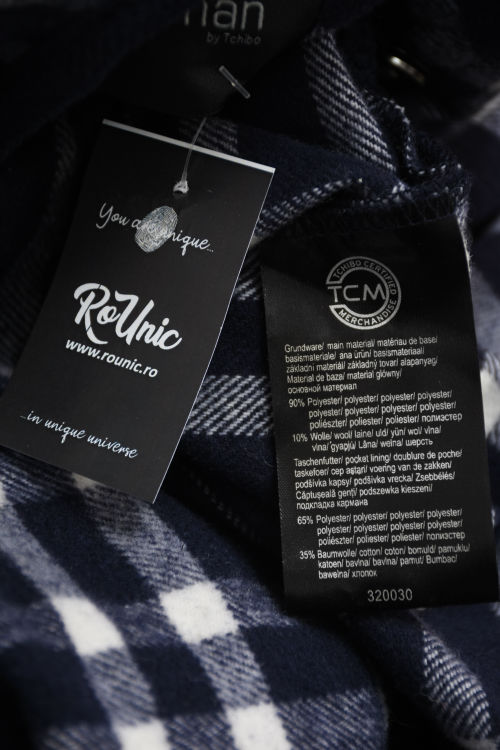 by Tchibo
You are unique...
RoUnic
www.rounic.ro
...in unique universe
TCHIBO CERTIFIED
TCM
MERCHANDISE
Grundware/ main material/ matériau de base/
basismateriale/ ana ürün/ basismateriaal/
základní materiál/ základný tovar/ alapanyag/
Material de baza/ materiał główny/
основной материал
90% Polyester/ polyester/ polyester/ polyester/
polyester/ polyester/ polyester/ polyester/
poliészter/ poliester/ poliester/ полиэстер
10% Wolle/ wool/ laine/ uld/ yün/ wol/ vlna/
vlna/ gyapjú/ Lâna/ wełna/ шерсть
Taschenfutter/ pocket lining/ doublure de poche/
taskefoer/ cep astarı/ voering van de zakken/
podšívka kapsy/ podšívka vrecka/ Zsebbélés/
Căptuşeală genţi/ podszewka kieszeni/
подкладка кармана
65% Polyester/ polyester/ polyester/ polyester/
polyester/ polyester/ polyester/ polyester/
poliészter/ poliester/ poliester/ полиэстер
35% Baumwolle/ cotton/ coton/ bomuld/ pamuklu/
katoen/ bavlna/ bavlna/ pamut/ Bumbac/
bawełna/ хлопок
320030